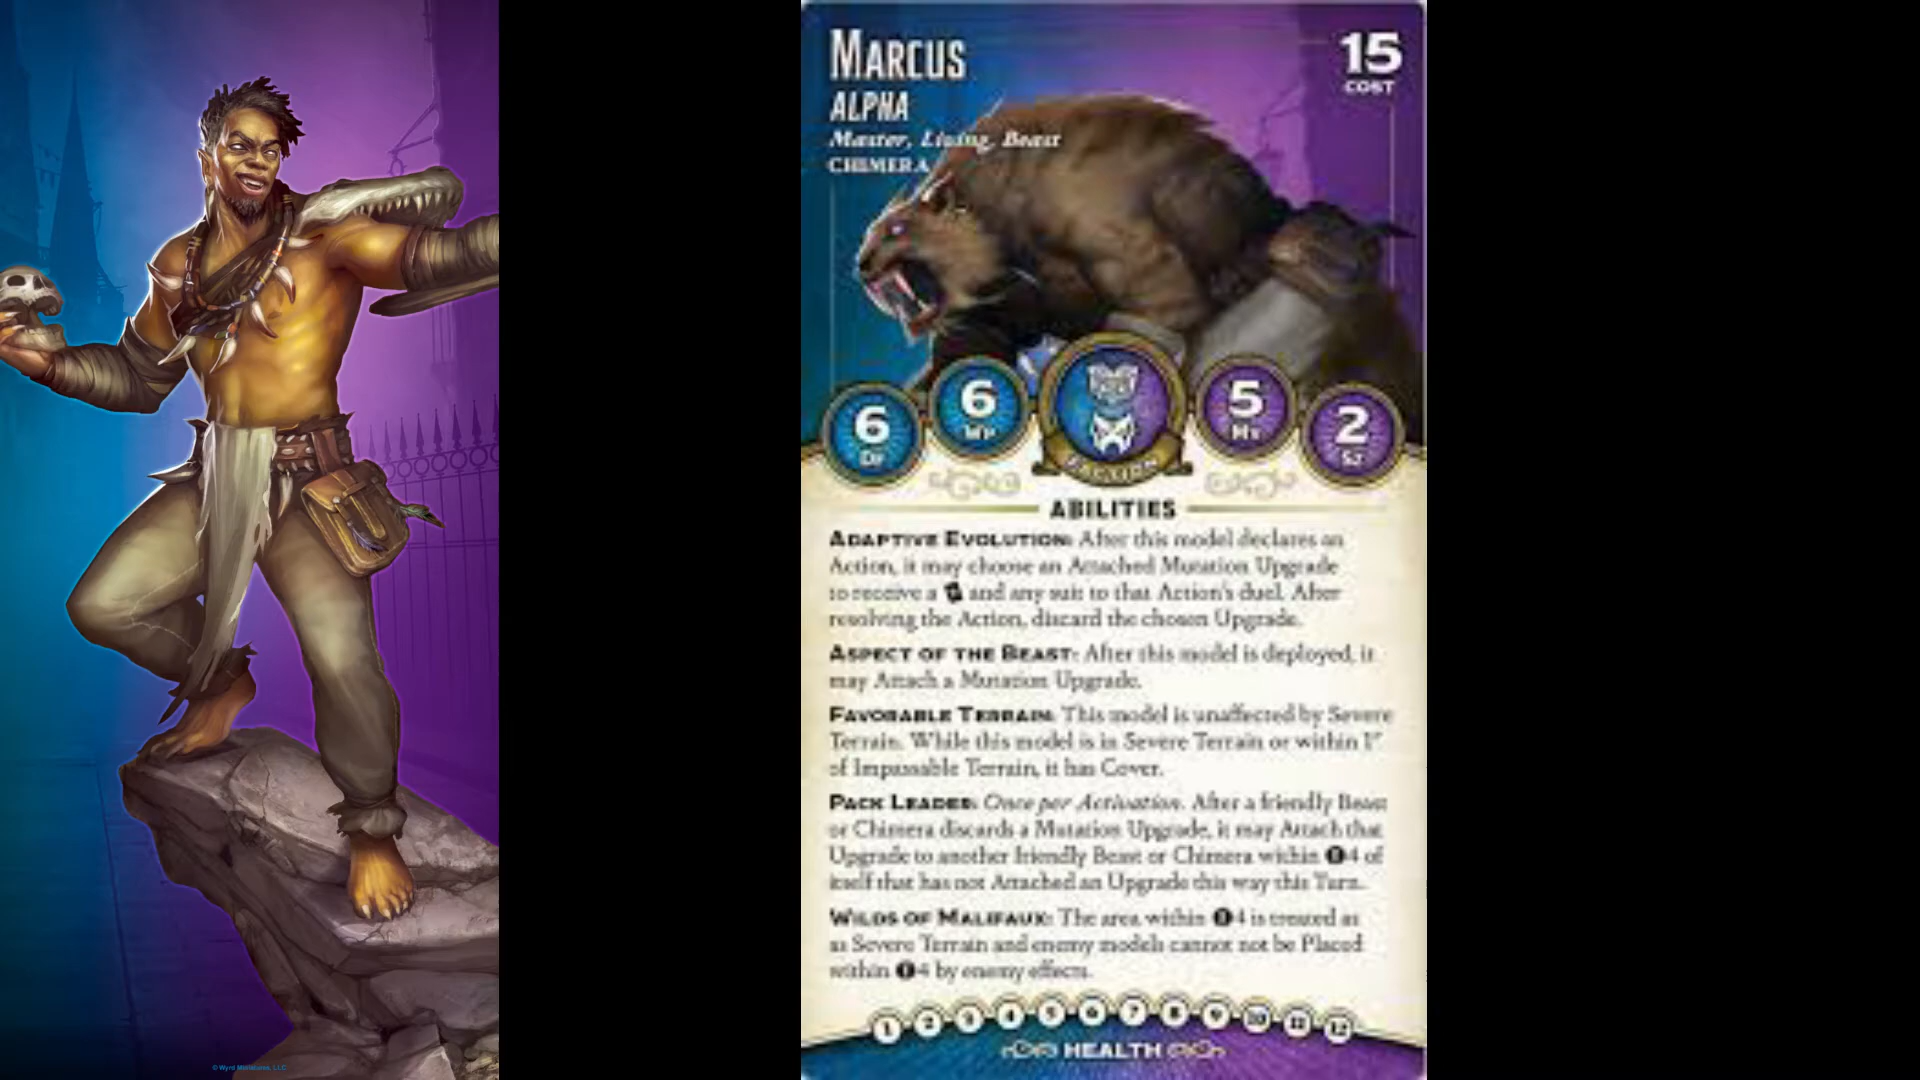 MARCUS
15
COST
ALPHA
Master, Living, Beast
CHIMERA
6
DF
6
WP
FACTION
5
MV
2
SZ
ABILITIES
ADAPTIVE EVOLUTION: After this model declares an
Action, it may choose an Attached Mutation Upgrade
to receive a and any suit to that Action's duel. After
resolving the Action, discard the chosen Upgrade.
ASPECT OF THE BEAST: After this model is deployed, it
may Attach a Mutation Upgrade.
FAVORABLE TERRAIN: This model is unaffected by Severe
Terrain. While this model is in Severe Terrain or within 1"
of Impassable Terrain, it has Cover.
PACK LEADER: Once per Activation. After a friendly Beast
or Chimera discards a Mutation Upgrade, it may Attach that
Upgrade to another friendly Beast or Chimera within 4 of
itself that has not Attached an Upgrade this way this Turn.
WILDS OF MALIFAUX: The area within 4 is treated as
as Severe Terrain and enemy models cannot not be Placed
within 4 by enemy effects.
1 2 3 4 5 6 7 8 9 10 11 12
HEALTH
© Wyrd Miniatures, LLC